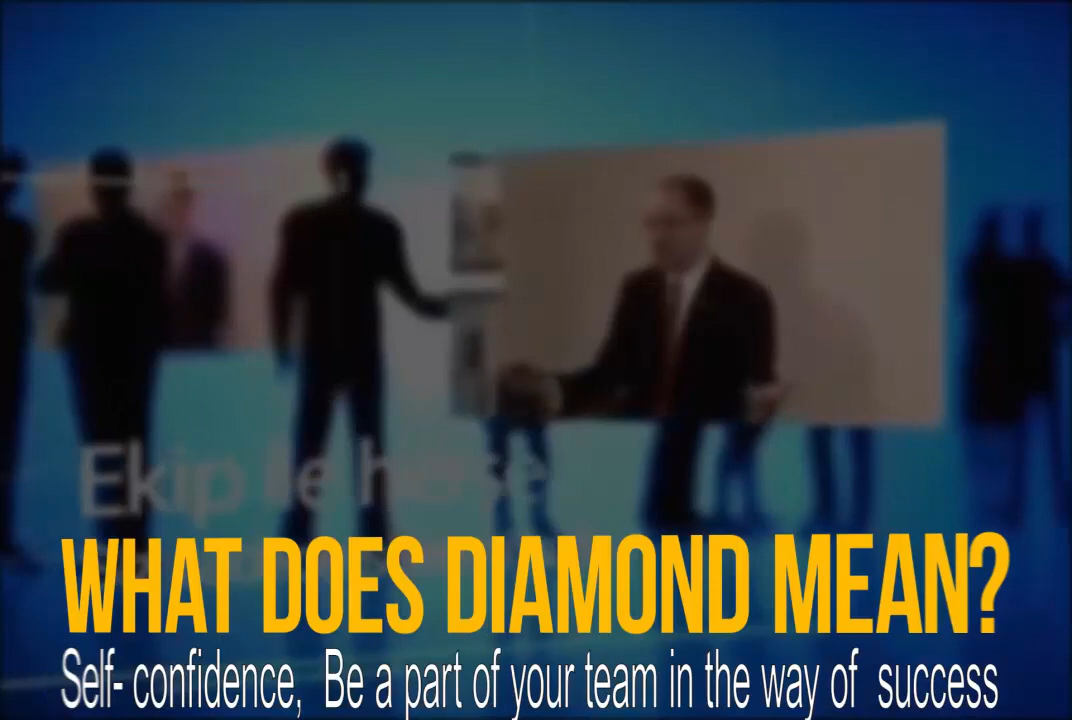 Ekip
WHAT DOES DIAMOND MEAN?
Self- confidence, Be a part of your team in the way of success